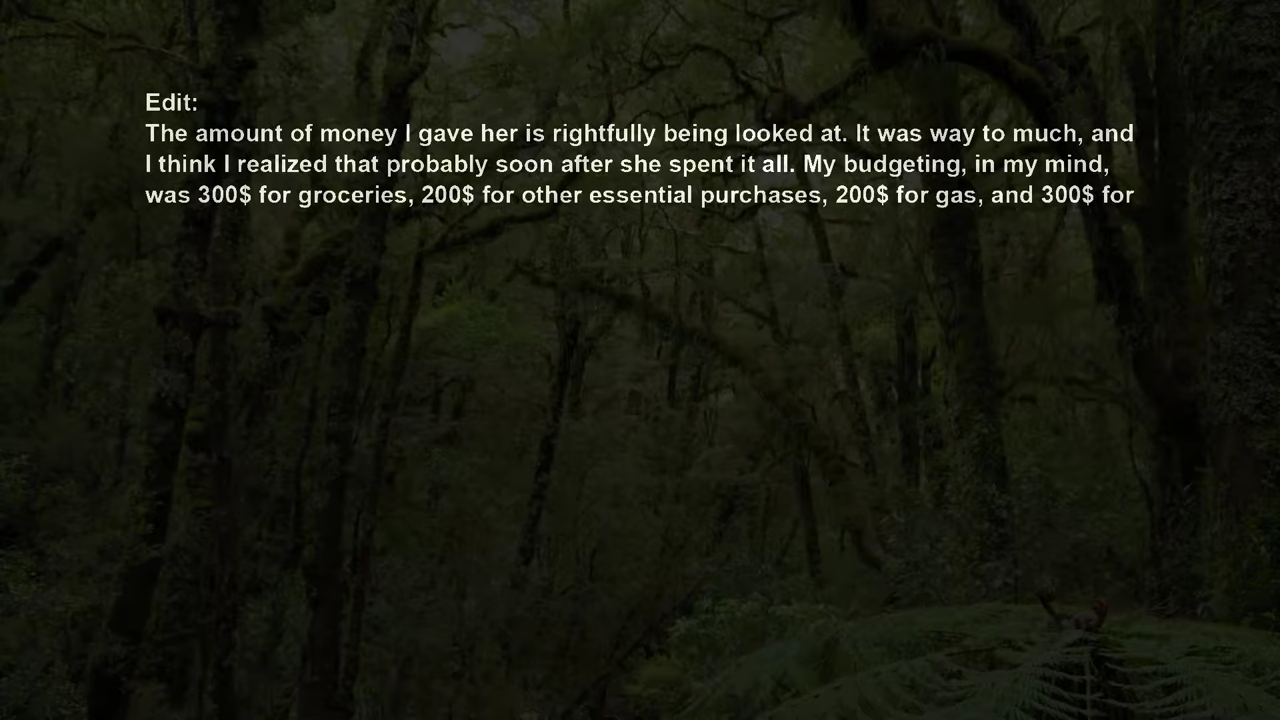 Edit:
The amount of money I gave her is rightfully being looked at. It was way to much, and
I think I realized that probably soon after she spent it all. My budgeting, in my mind,
was 300$ for groceries, 200$ for other essential purchases, 200$ for gas, and 300$ for